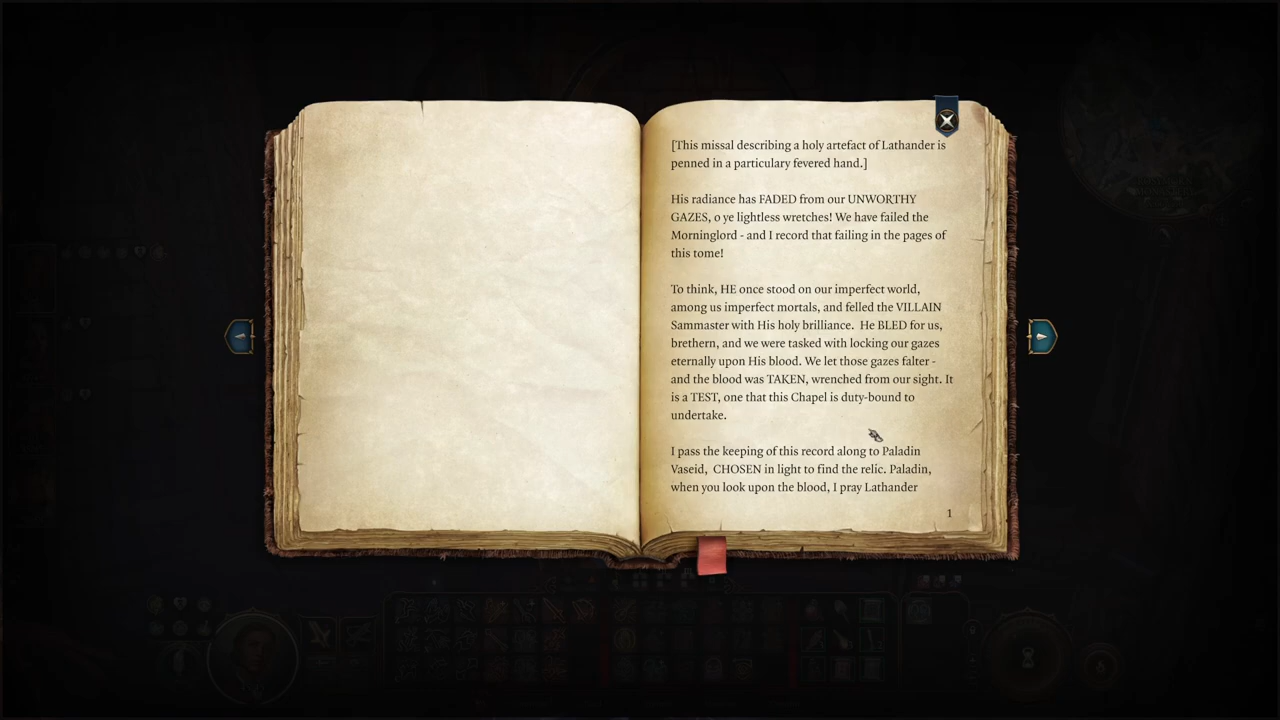 [This missal describing a holy artefact of Lathander is
penned in a particulary fevered hand.]
His radiance has FADED from our UNWORTHY
GAZES, o ye lightless wretches! We have failed the
Morninglord - and I record that failing in the pages of
this tome!
To think, HE once stood on our imperfect world,
among us imperfect mortals, and felled the VILLAIN
Sammaster with His holy brilliance. He BLED for us,
brethern, and we were tasked with locking our gazes
eternally upon His blood. We let those gazes falter -
and the blood was TAKEN, wrenched from our sight. It
is a TEST, one that this Chapel is duty-bound to
undertake.
I pass the keeping of this record along to Paladin
Vaseid, CHOSEN in light to find the relic. Paladin,
when you look upon the blood, I pray Lathander
1